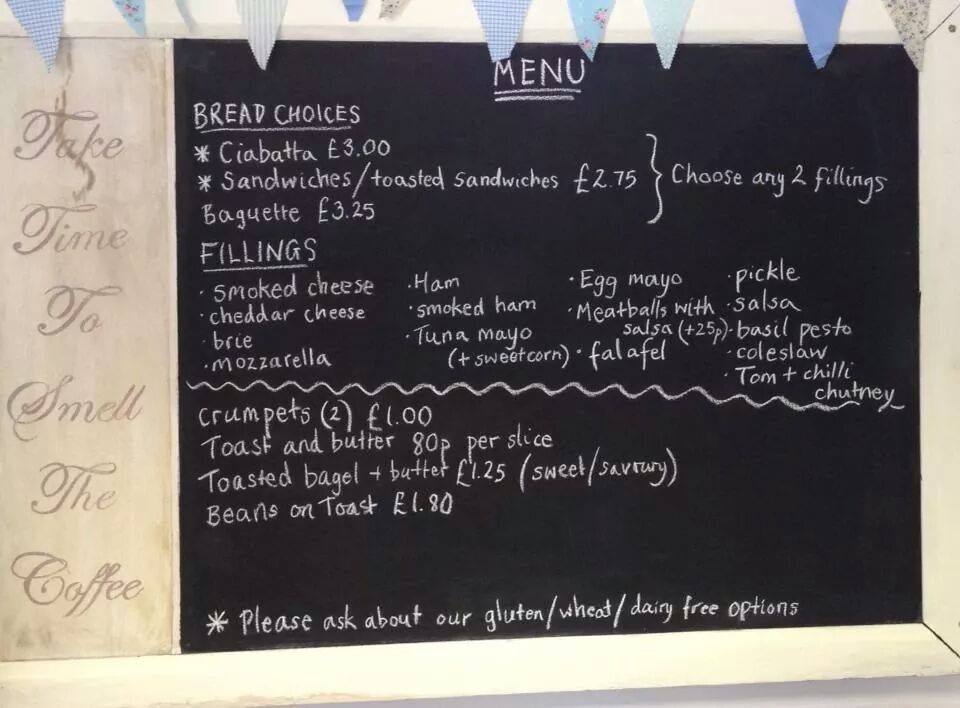 Take
Time
To
Smell
The
Coffee
MENU
BREAD CHOICES
* Ciabatta £3.00
* Sandwiches/toasted sandwiches £2.75
Baguette £3.25
} Choose any 2 fillings
FILLINGS
· smoked cheese
· cheddar cheese
· brie
· mozzarella
· Ham
· smoked ham
· Tuna mayo
(+ sweetcorn)
· Egg mayo
· Meatballs with
salsa (+25p)
· falafel
· pickle
· salsa
· basil pesto
· coleslaw
· Tom + chilli
chutney
crumpets (2) £1.00
Toast and butter 80p per slice
Toasted bagel + butter £1.25 (sweet/savoury)
Beans on Toast £1.80
* Please ask about our gluten/wheat/dairy free options